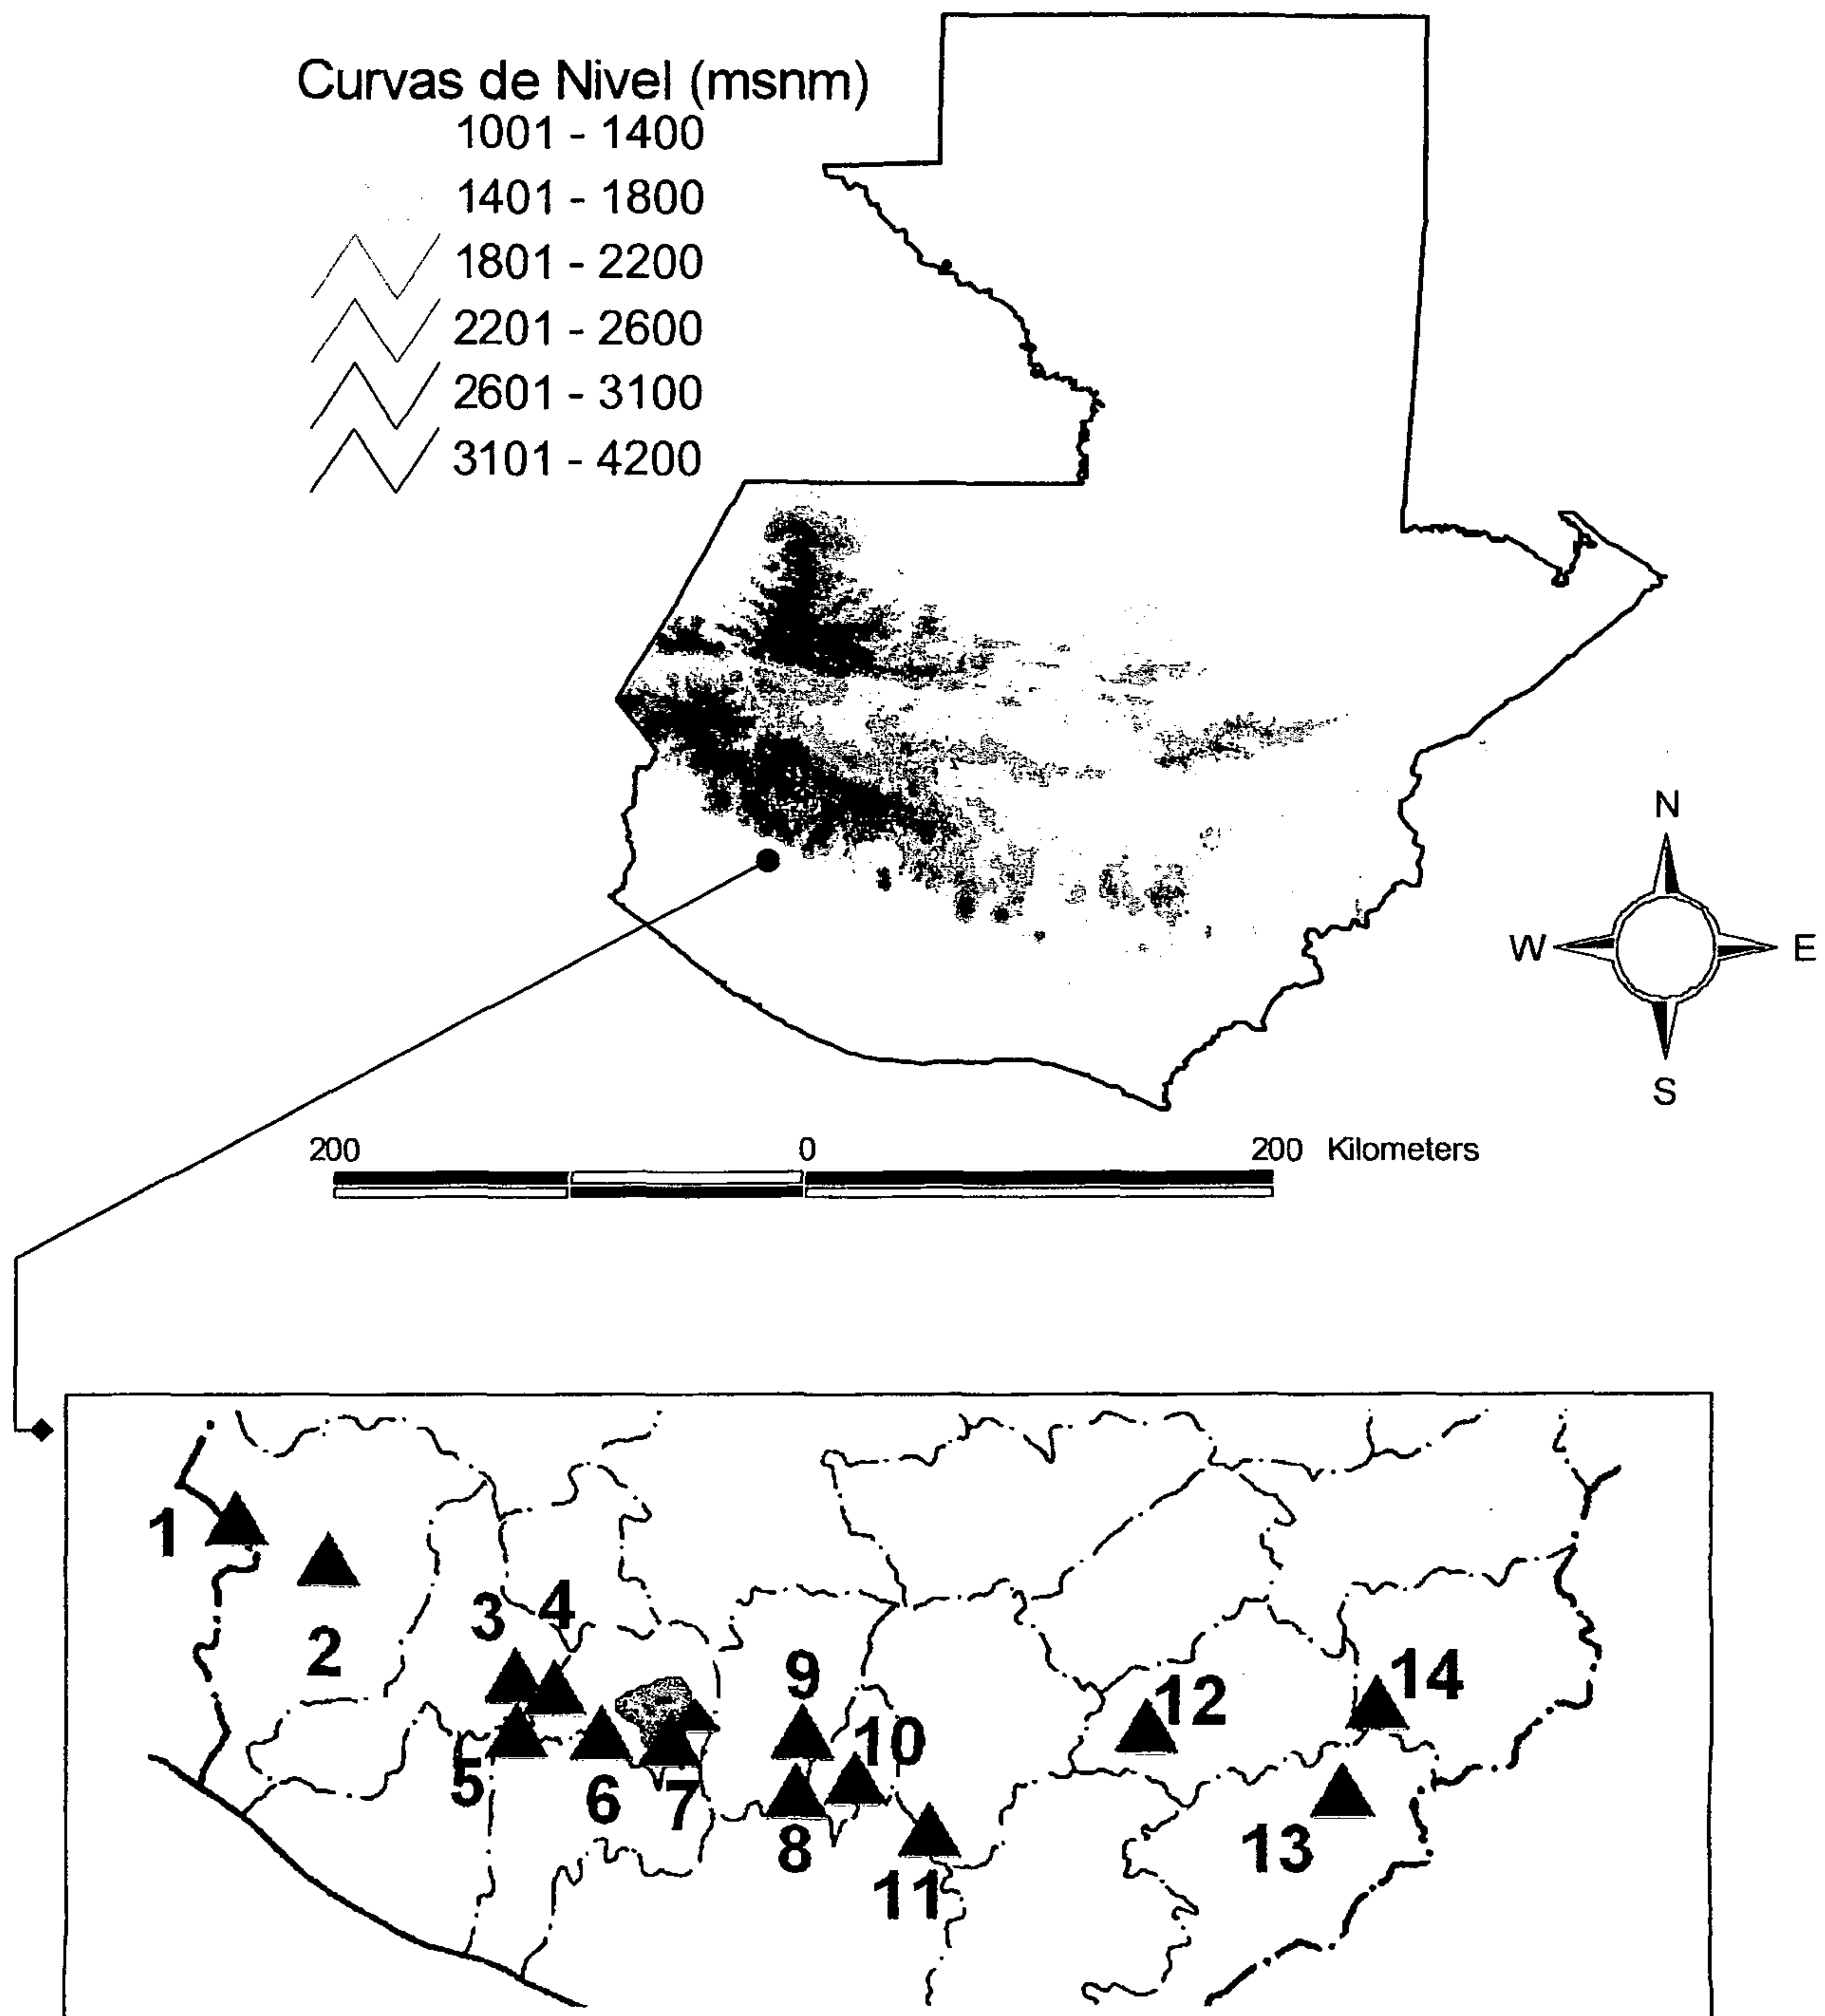 Curvas de Nivel (msnm)
1001 - 1400
1401 - 1800
1801 - 2200
2201 - 2600
2601 - 3100
3101 - 4200
N
W E
S
200 0 200 Kilometers
1
2
3 4
5
6
7
8
9
10
11
12
13
14